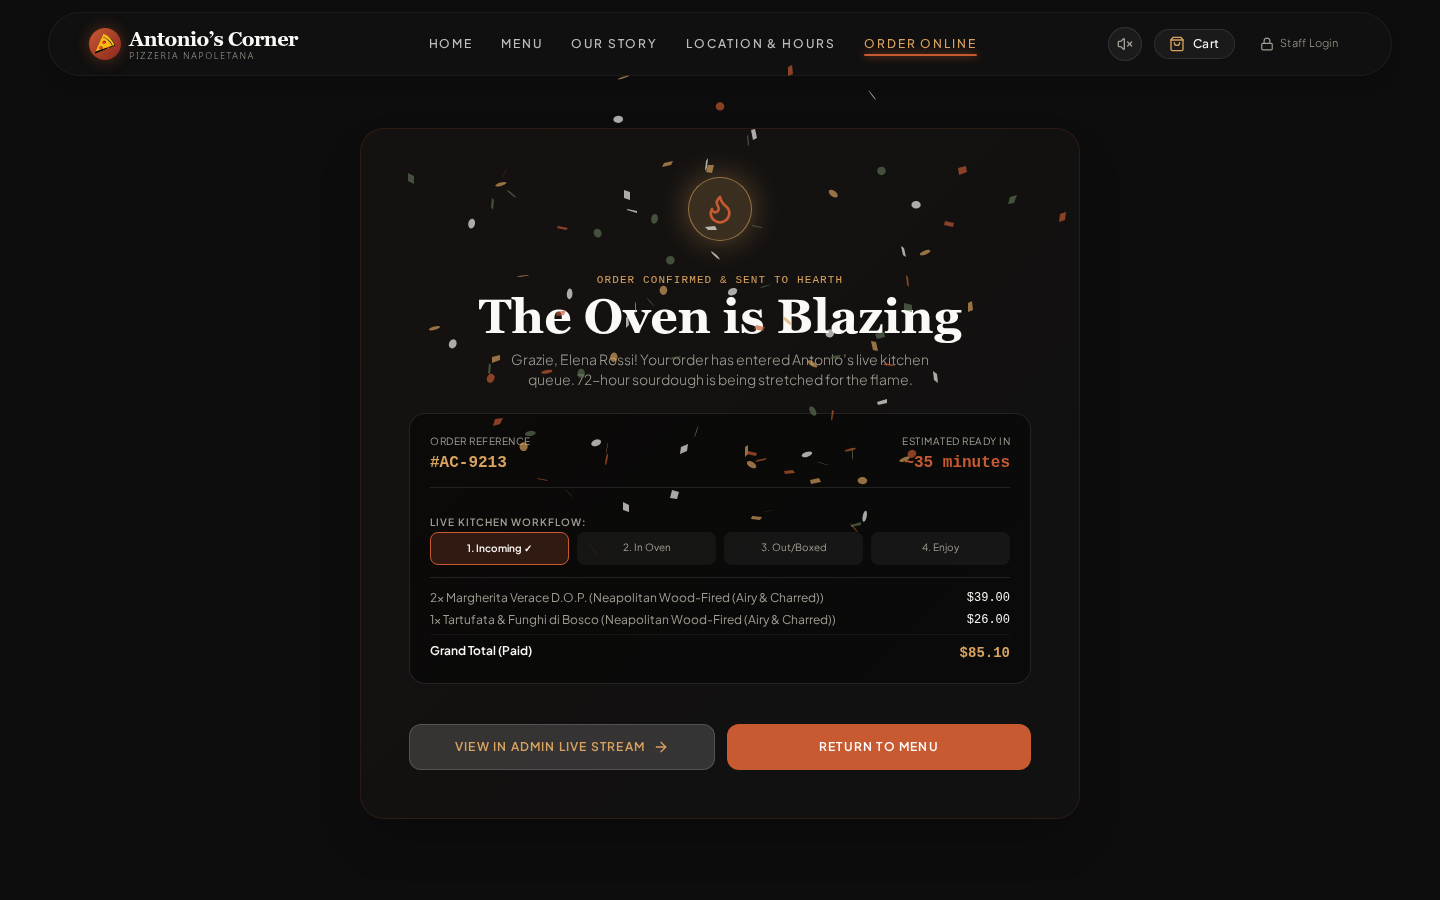 Antonio's Corner
PIZZERIA NAPOLETANA
HOME
MENU
OUR STORY
LOCATION & HOURS
ORDER ONLINE
Cart
Staff Login
ORDER CONFIRMED & SENT TO HEARTH
The Oven is Blazing
Grazie, Elena Rossi! Your order has entered Antonio's live kitchen
queue. 72-hour sourdough is being stretched for the flame.
ORDER REFERENCE
ESTIMATED READY IN
#AC-9213
~35 minutes
LIVE KITCHEN WORKFLOW:
1. Incoming ✓
2. In Oven
3. Out/Boxed
4. Enjoy
2x Margherita Verace D.O.P. (Neapolitan Wood-Fired (Airy & Charred)) $39.00
1x Tartufata & Funghi di Bosco (Neapolitan Wood-Fired (Airy & Charred)) $26.00
Grand Total (Paid) $85.10
VIEW IN ADMIN LIVE STREAM →
RETURN TO MENU